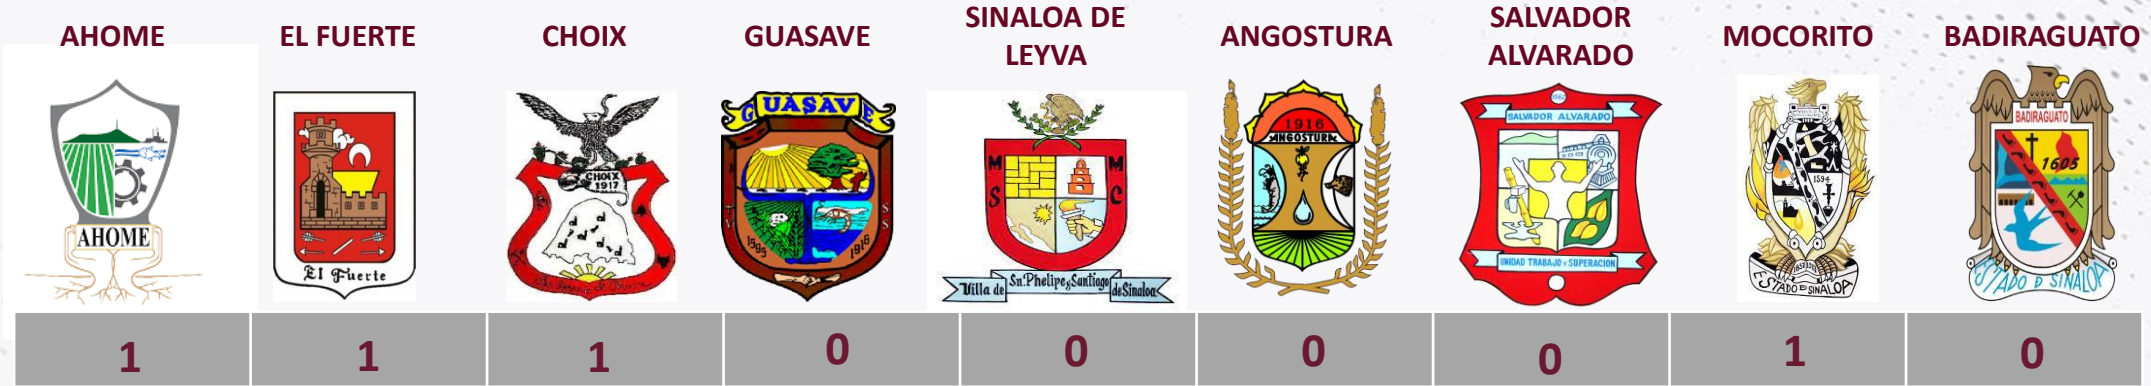 AHOME
EL FUERTE
CHOIX
GUASAVE
SINALOA DE
LEYVA
ANGOSTURA
SALVADOR
ALVARADO
MOCORITO
BADIRAGUATO
AHOME
El Fuerte
CHOIX
1917
GUASAVE
1595
1916
M M
S C
Villa de Sn. Phelipe y Santiago de Sinaloa
1916
ANGOSTURA
1962
SALVADOR ALVARADO
UNIDAD TRABAJO Y SUPERACION
1594
ESTADO D SINALOA
BADIRAGUATO
1605
ESTADO D SINALOA
1
1
1
0
0
0
0
1
0